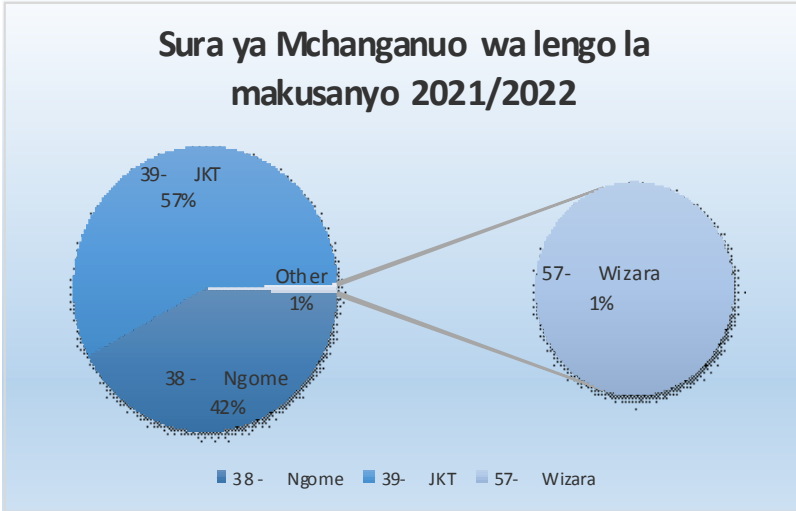 Sura ya Mchanganuo wa lengo la
makusanyo 2021/2022
39- JKT
57%
Other
1%
57- Wizara
1%
38 - Ngome
42%
38 - Ngome 39- JKT 57- Wizara